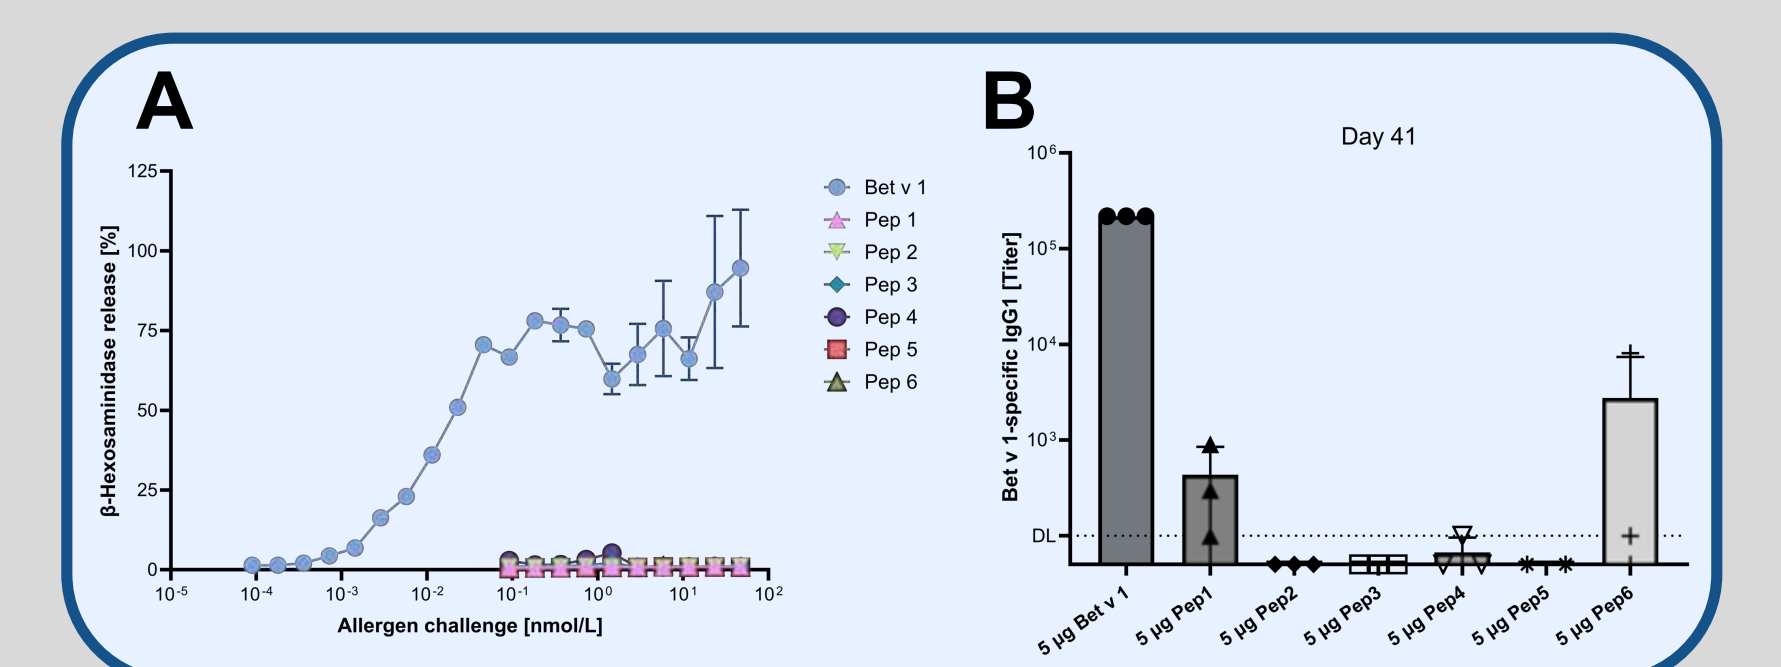 A
β-Hexosaminidase release [%]
125
100
75
50
25
0
10-5
10-4
10-3
10-2
10-1
100
101
102
Allergen challenge [nmol/L]
Bet v 1
Pep 1
Pep 2
Pep 3
Pep 4
Pep 5
Pep 6
B
Day 41
Bet v 1-specific IgG1 [Titer]
10⁶
10⁵
10⁴
10³
DL
5 µg Bet v 1
5 µg Pep1
5 µg Pep2
5 µg Pep3
5 µg Pep4
5 µg Pep5
5 µg Pep6